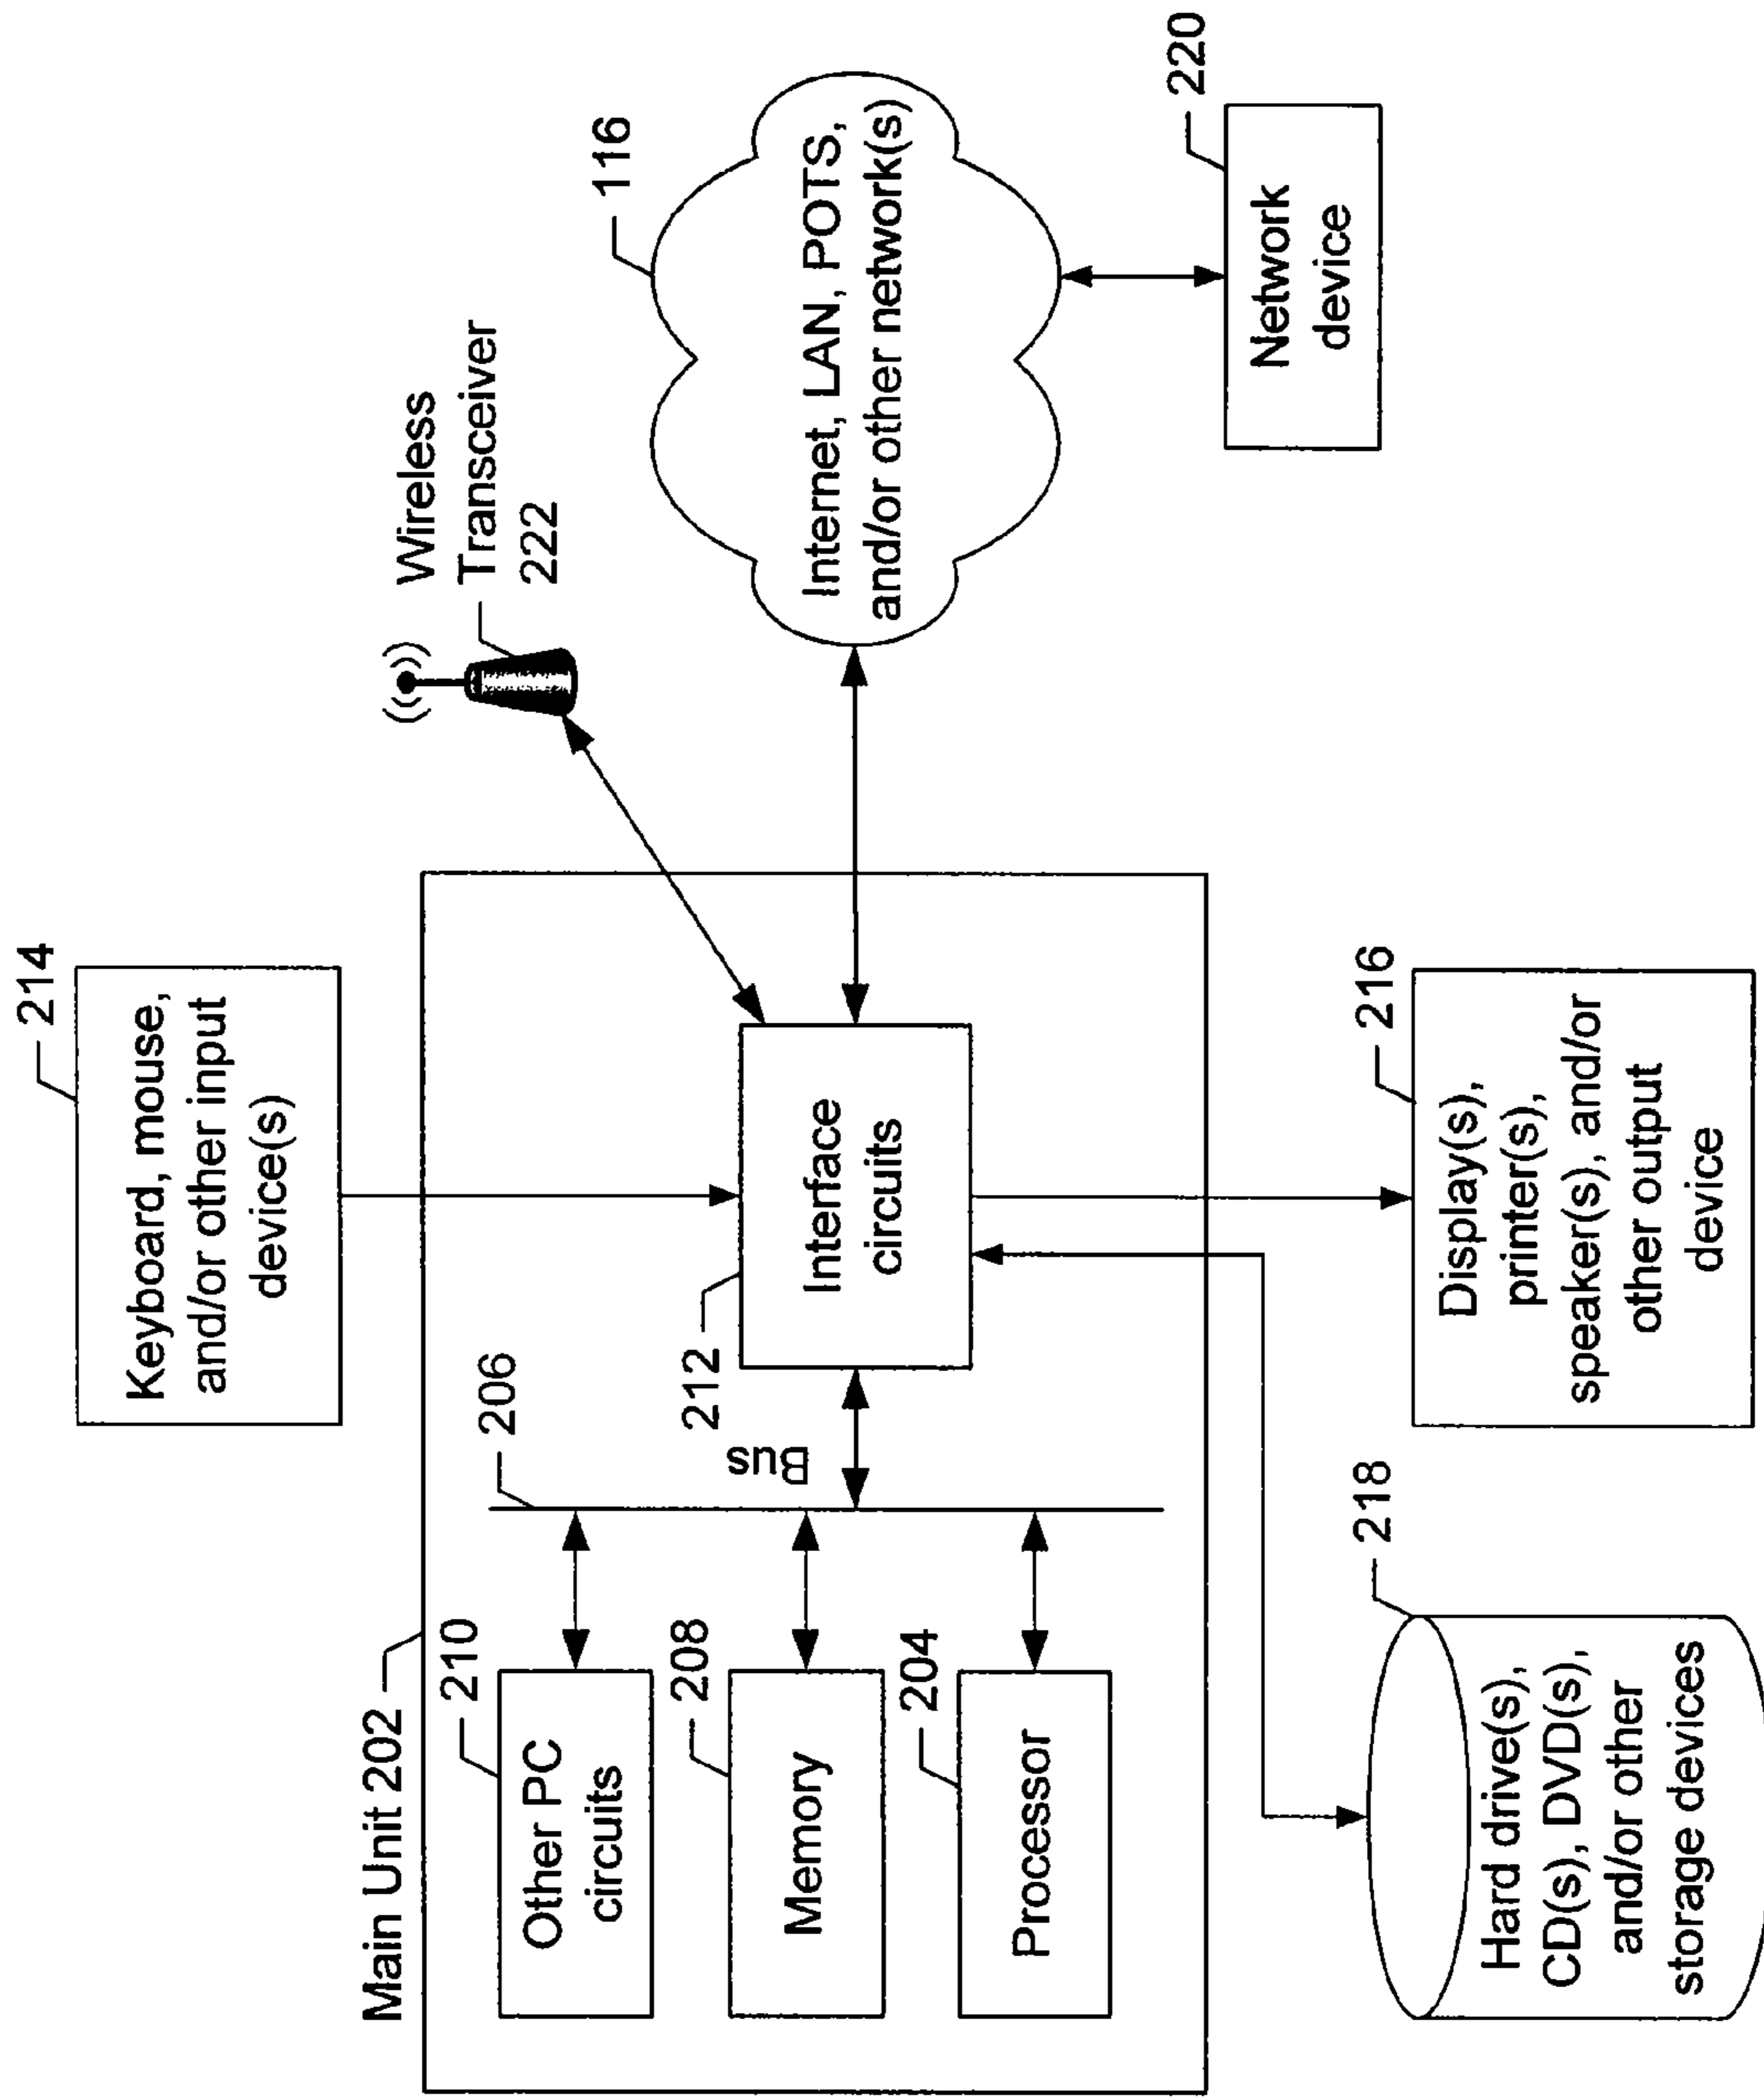 214
Keyboard, mouse,
and/or other input
device(s)
Main Unit 202
Wireless
Transceiver
222
210
Other PC
circuits
206
Bus
208
Memory
204
Processor
212
Interface
circuits
116
Internet, LAN, POTS,
and/or other network(s)
220
Network
device
218
Hard drive(s),
CD(s), DVD(s),
and/or other
storage devices
216
Display(s),
printer(s),
speaker(s), and/or
other output
device